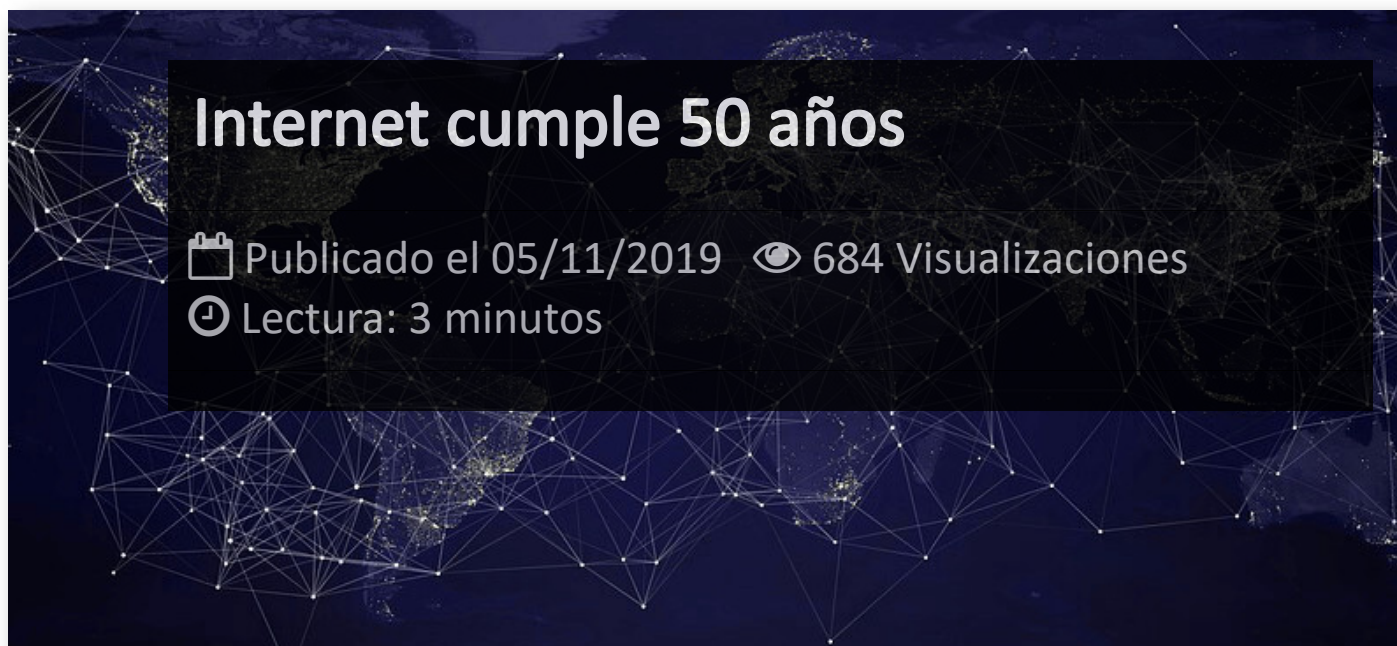 Internet cumple 50 años
Publicado el 05/11/2019 684 Visualizaciones
Lectura: 3 minutos